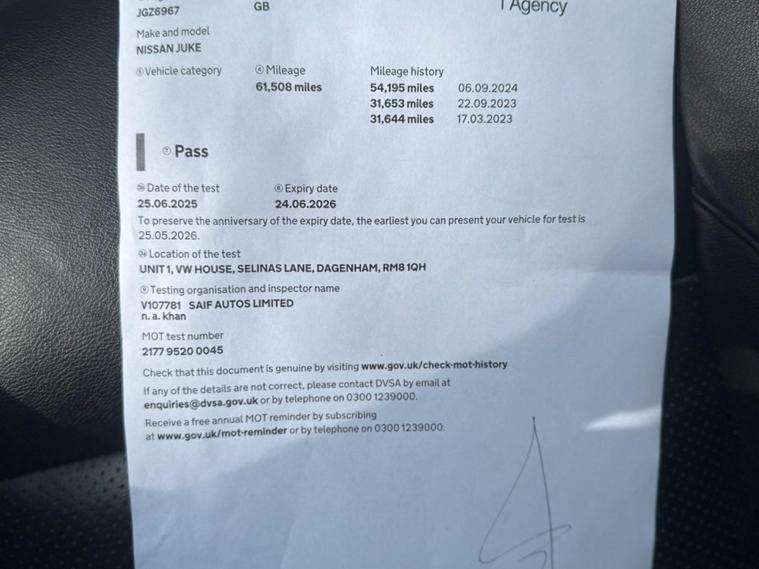 JGZ6967
GB
Agency
Make and model
NISSAN JUKE
Vehicle category
④ Mileage
Mileage history
61,508 miles
54,195 miles 06.09.2024
31,653 miles 22.09.2023
31,644 miles 17.03.2023
⑦ Pass
Date of the test
⑧ Expiry date
25.06.2025
24.06.2026
To preserve the anniversary of the expiry date, the earliest you can present your vehicle for test is
25.05.2026.
Location of the test
UNIT 1, VW HOUSE, SELINAS LANE, DAGENHAM, RM8 1QH
⑨ Testing organisation and inspector name
V107781 SAIF AUTOS LIMITED
n. a. khan
MOT test number
2177 9520 0045
Check that this document is genuine by visiting www.gov.uk/check-mot-history
If any of the details are not correct, please contact DVSA by email at
enquiries@dvsa.gov.uk or by telephone on 0300 1239000.
Receive a free annual MOT reminder by subscribing
at www.gov.uk/mot-reminder or by telephone on 0300 1239000.